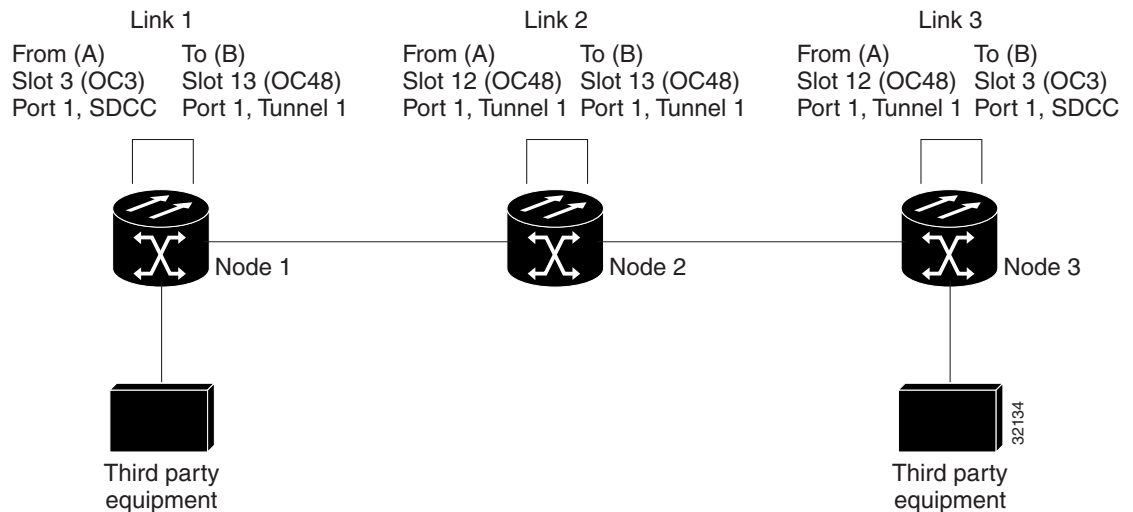 Link 1
From (A) To (B)
Slot 3 (OC3) Slot 13 (OC48)
Port 1, SDCC Port 1, Tunnel 1
Link 2
From (A) To (B)
Slot 12 (OC48) Slot 13 (OC48)
Port 1, Tunnel 1 Port 1, Tunnel 1
Link 3
From (A) To (B)
Slot 12 (OC48) Slot 3 (OC3)
Port 1, Tunnel 1 Port 1, SDCC
Node 1
Node 2
Node 3
Third party
equipment
Third party
equipment
32134